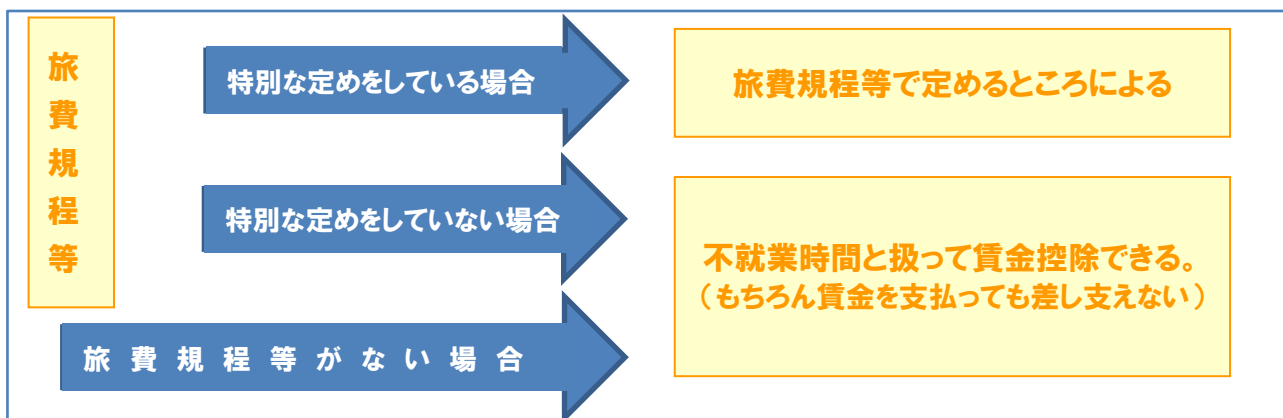 旅費規程等
特別な定めをしている場合
旅費規程等で定めるところによる
特別な定めをしていない場合
不就業時間と扱って賃金控除できる。
（もちろん賃金を支払っても差し支えない）
旅費規程等がない場合